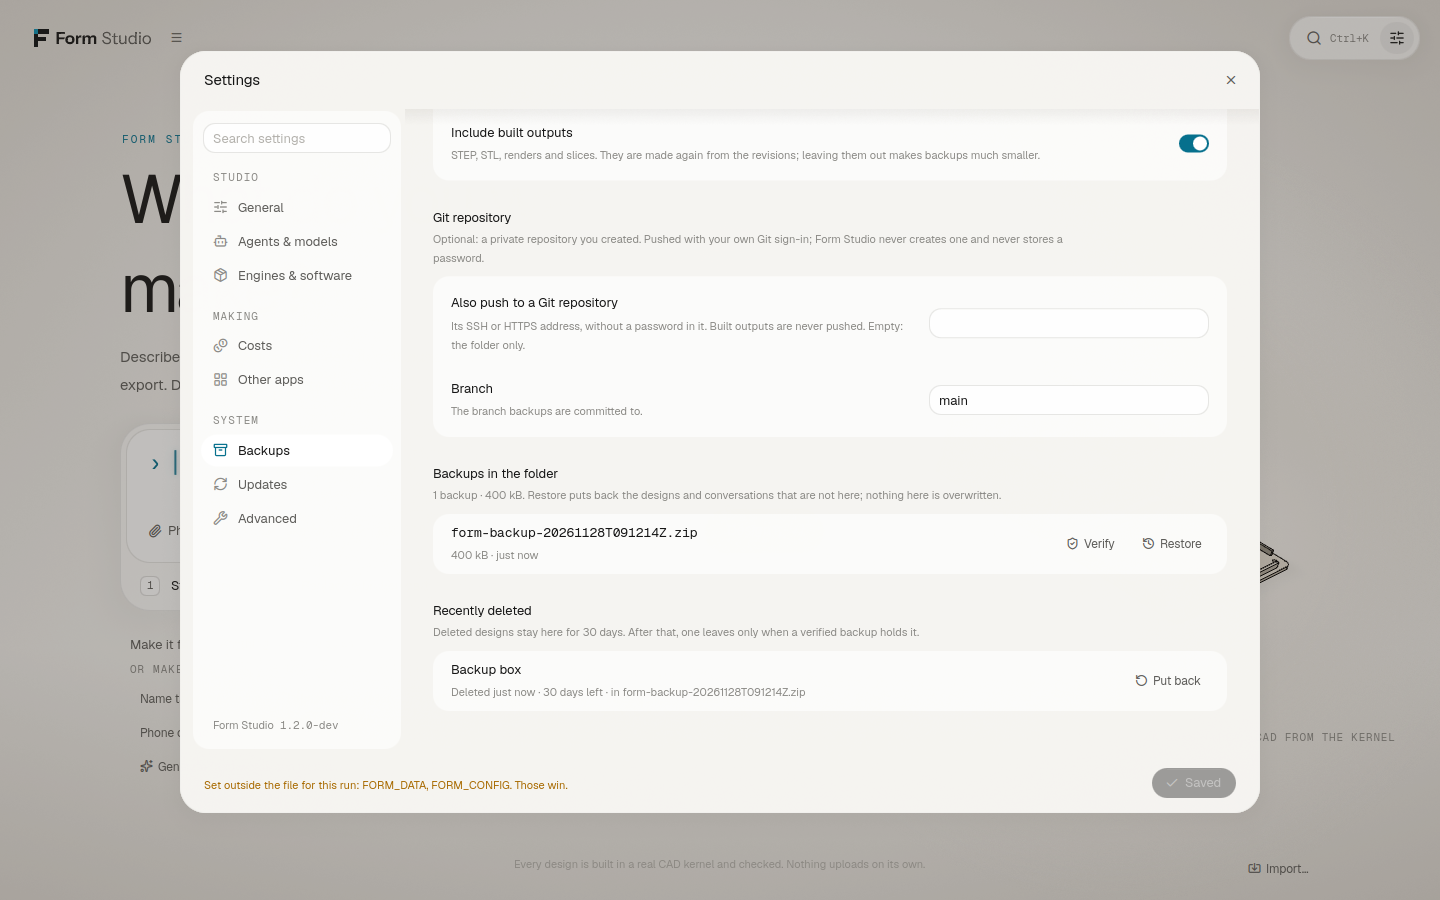 Form Studio
Ctrl+K
Settings
Search settings
STUDIO
General
Agents & models
Engines & software
MAKING
Costs
Other apps
SYSTEM
Backups
Updates
Advanced
Form Studio 1.2.0-dev
Include built outputs
STEP, STL, renders and slices. They are made again from the revisions; leaving them out makes backups much smaller.
Git repository
Optional: a private repository you created. Pushed with your own Git sign-in; Form Studio never creates one and never stores a
password.
Also push to a Git repository
Its SSH or HTTPS address, without a password in it. Built outputs are never pushed. Empty:
the folder only.
Branch
The branch backups are committed to.
main
Backups in the folder
1 backup · 400 kB. Restore puts back the designs and conversations that are not here; nothing here is overwritten.
form-backup-20261128T091214Z.zip
400 kB · just now
Verify
Restore
Recently deleted
Deleted designs stay here for 30 days. After that, one leaves only when a verified backup holds it.
Backup box
Deleted just now · 30 days left · in form-backup-20261128T091214Z.zip
Put back
Set outside the file for this run: FORM_DATA, FORM_CONFIG. Those win.
Saved
FORM ST
W
ma
Describe
export. D
Ph
1 S
Make it f
OR MAKE
Name t
Phone c
Gen
CAD FROM THE KERNEL
Every design is built in a real CAD kernel and checked. Nothing uploads on its own.
Import...